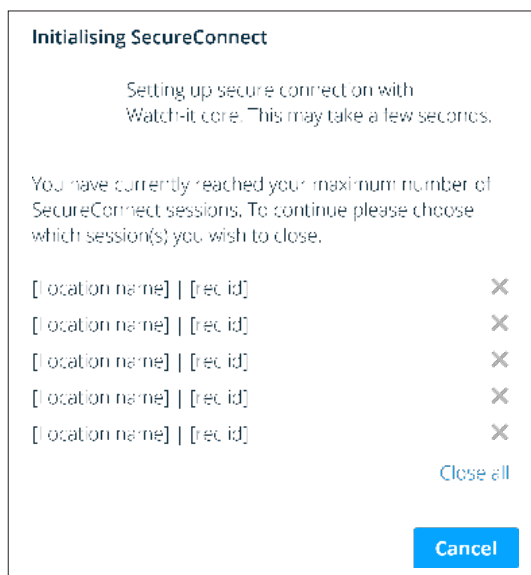 Initialising SecureConnect
Setting up secure connection with
Watch-it core. This may take a few seconds.
You have currently reached your maximum number of
SecureConnect sessions. To continue please choose
which session(s) you wish to close.
[Location name] | [rec id]
[Location name] | [rec id]
[Location name] | [rec id]
[Location name] | [rec id]
[Location name] | [rec id]
Close all
Cancel